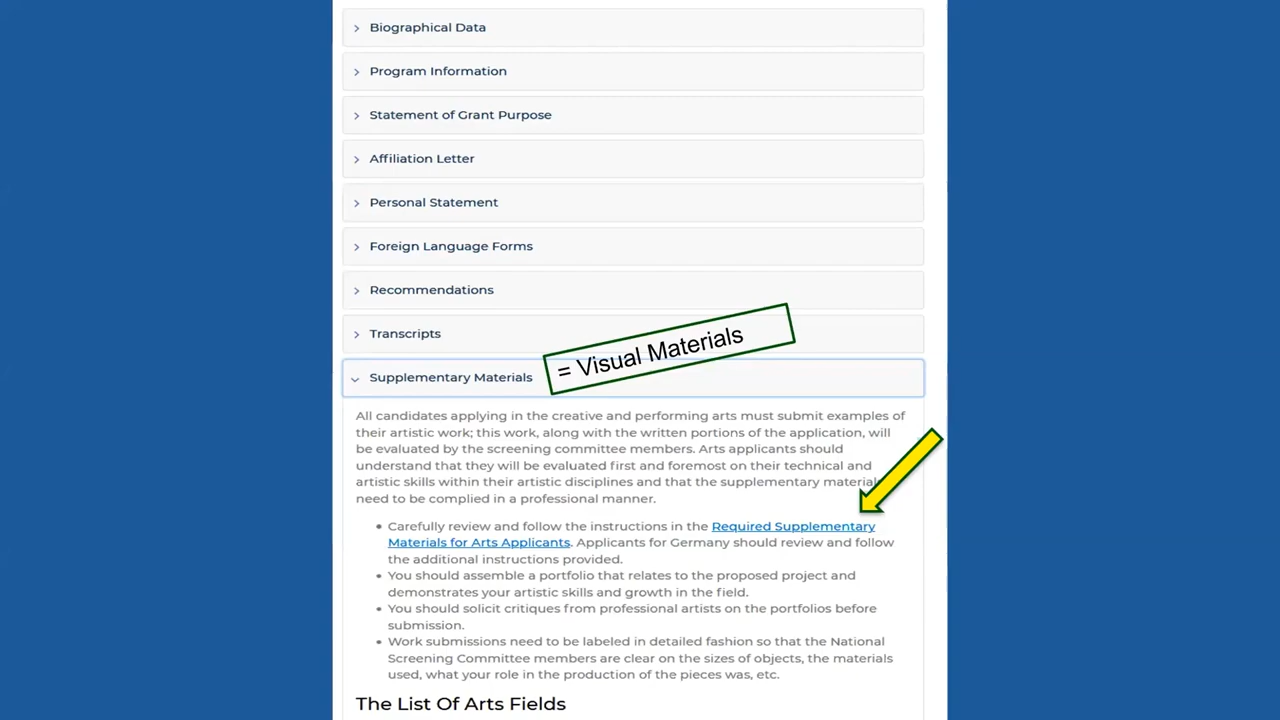 Biographical Data
Program Information
Statement of Grant Purpose
Affiliation Letter
Personal Statement
Foreign Language Forms
Recommendations
Transcripts
= Visual Materials
Supplementary Materials
All candidates applying in the creative and performing arts must submit examples of
their artistic work; this work, along with the written portions of the application, will
be evaluated by the screening committee members. Arts applicants should
understand that they will be evaluated first and foremost on their technical and
artistic skills within their artistic disciplines and that the supplementary materials
need to be complied in a professional manner.
• Carefully review and follow the instructions in the Required Supplementary
Materials for Arts Applicants. Applicants for Germany should review and follow
the additional instructions provided.
• You should assemble a portfolio that relates to the proposed project and
demonstrates your artistic skills and growth in the field.
• You should solicit critiques from professional artists on the portfolios before
submission.
• Work submissions need to be labeled in detailed fashion so that the National
Screening Committee members are clear on the sizes of objects, the materials
used, what your role in the production of the pieces was, etc.
The List Of Arts Fields